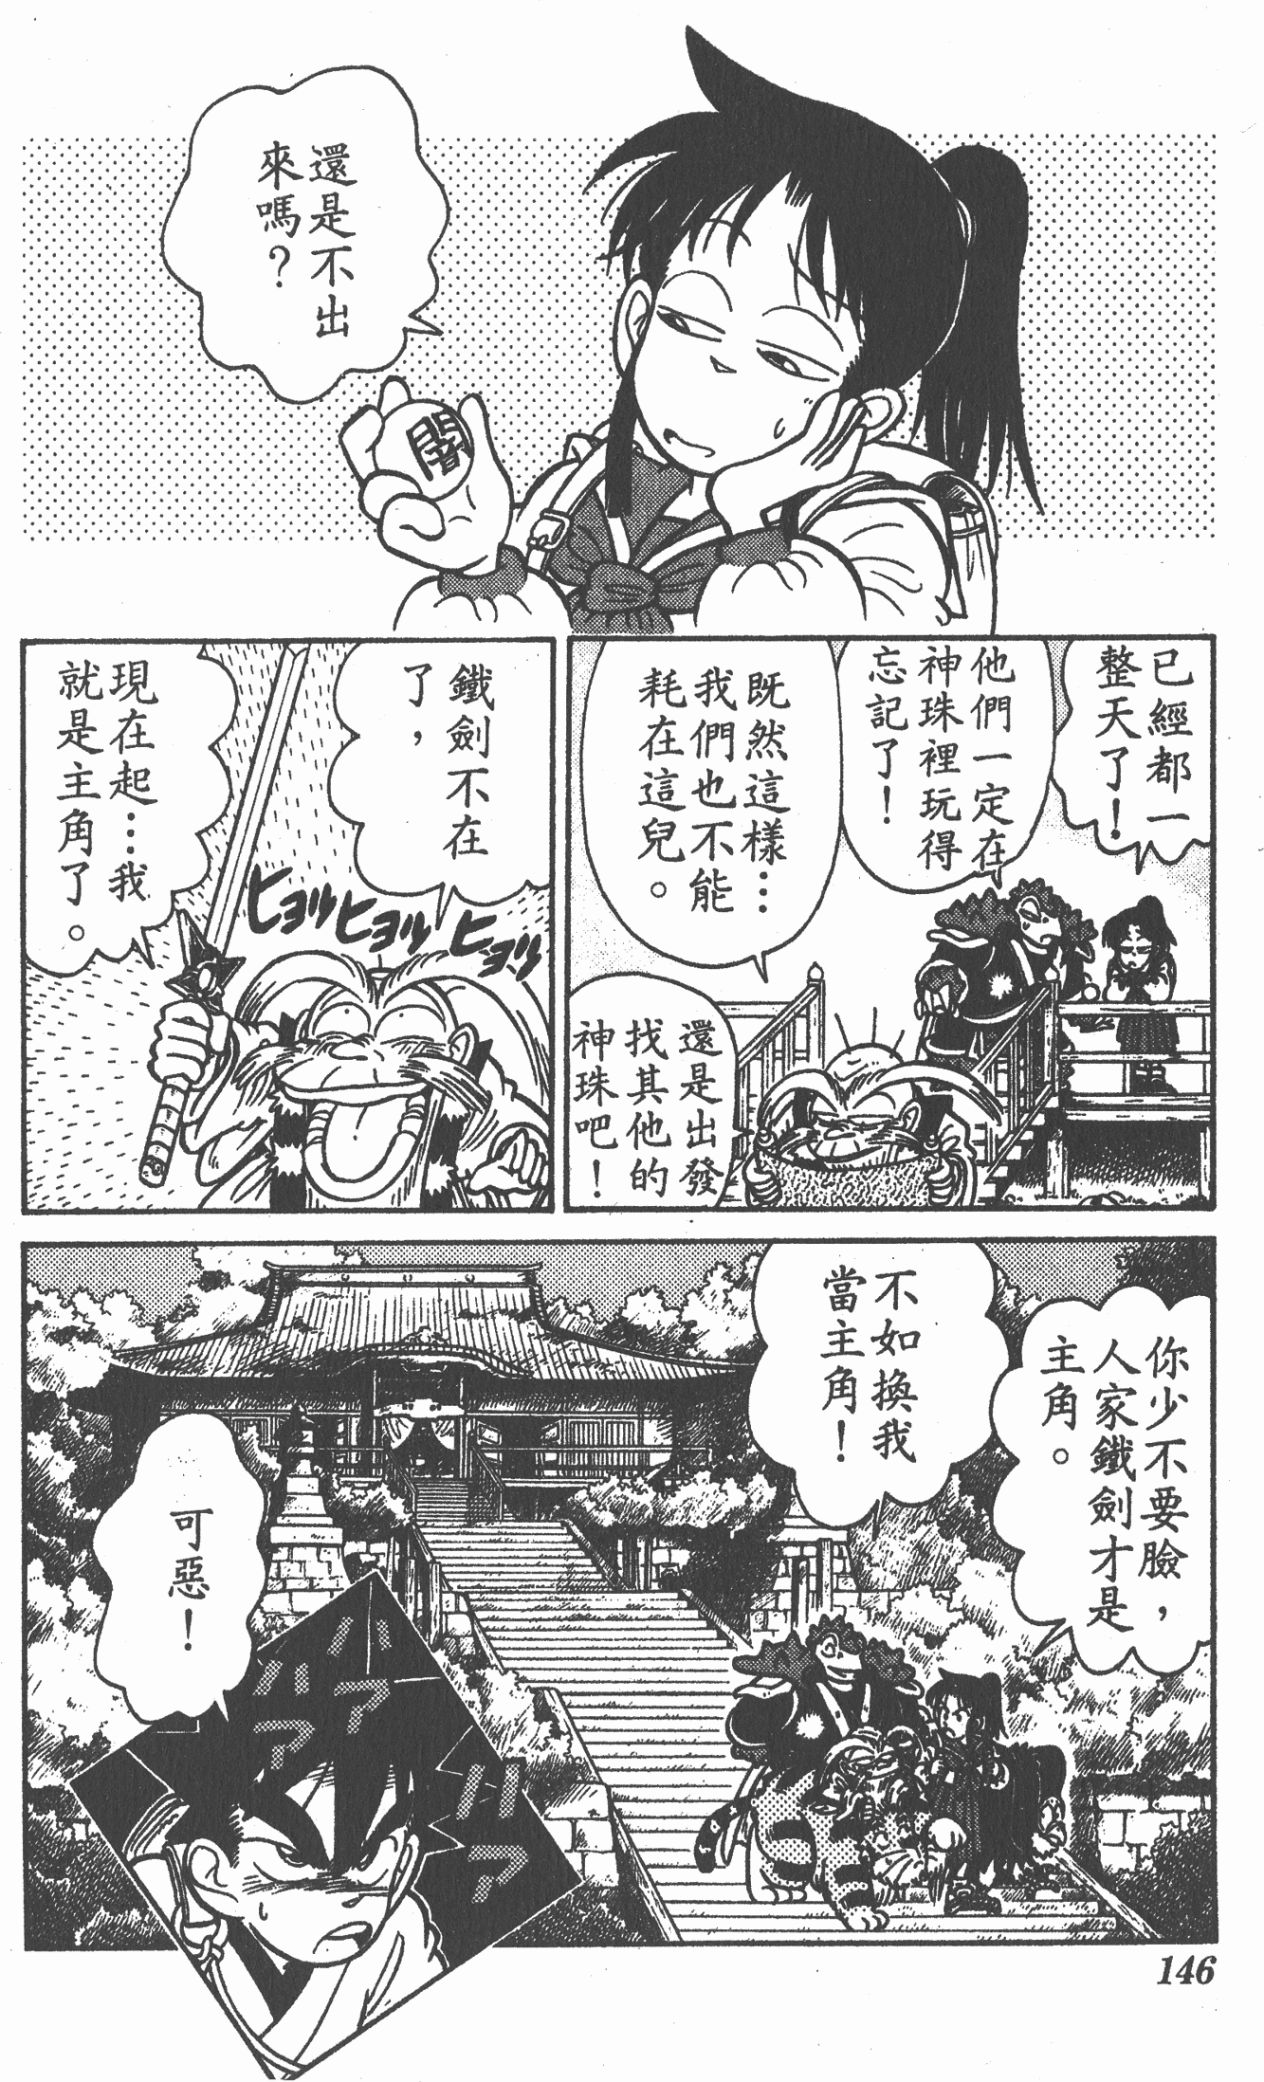 還是不出
來嗎？
闇
已經都一
整天了！
他們一定在
神珠裡玩得
忘記了！
既然這樣…
我們也不能
耗在這兒。
還是出發
找其他的
神珠吧！
鐵劍不在
了，
現在起…我
就是主角了。
ヒョッ
ヒョッ
ヒョッ
你少不要臉，
人家鐵劍才是
主角。
不如換我
當主角！
可惡！
ハァ
ハァ
ハァ
146